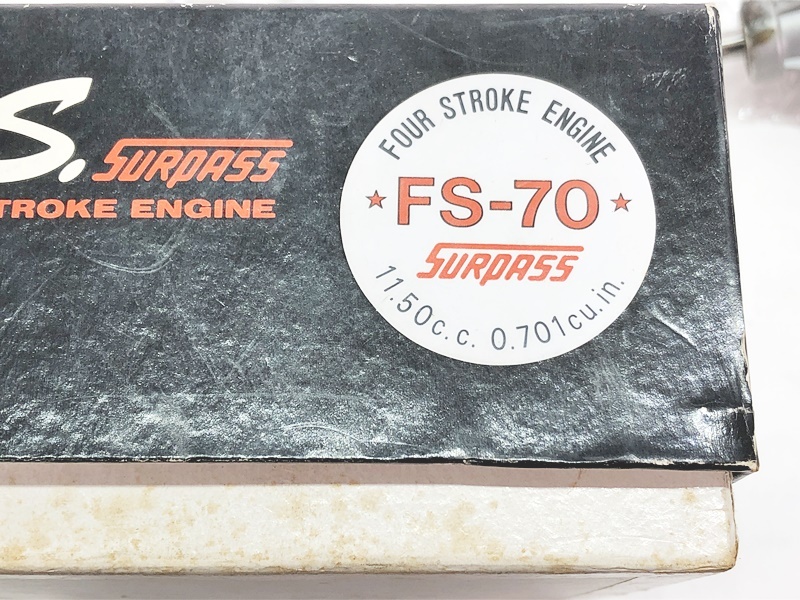 S. SURPASS
STROKE ENGINE
FOUR STROKE ENGINE
★ FS-70 ★
SURPASS
11.50c.c. 0.701cu.in.